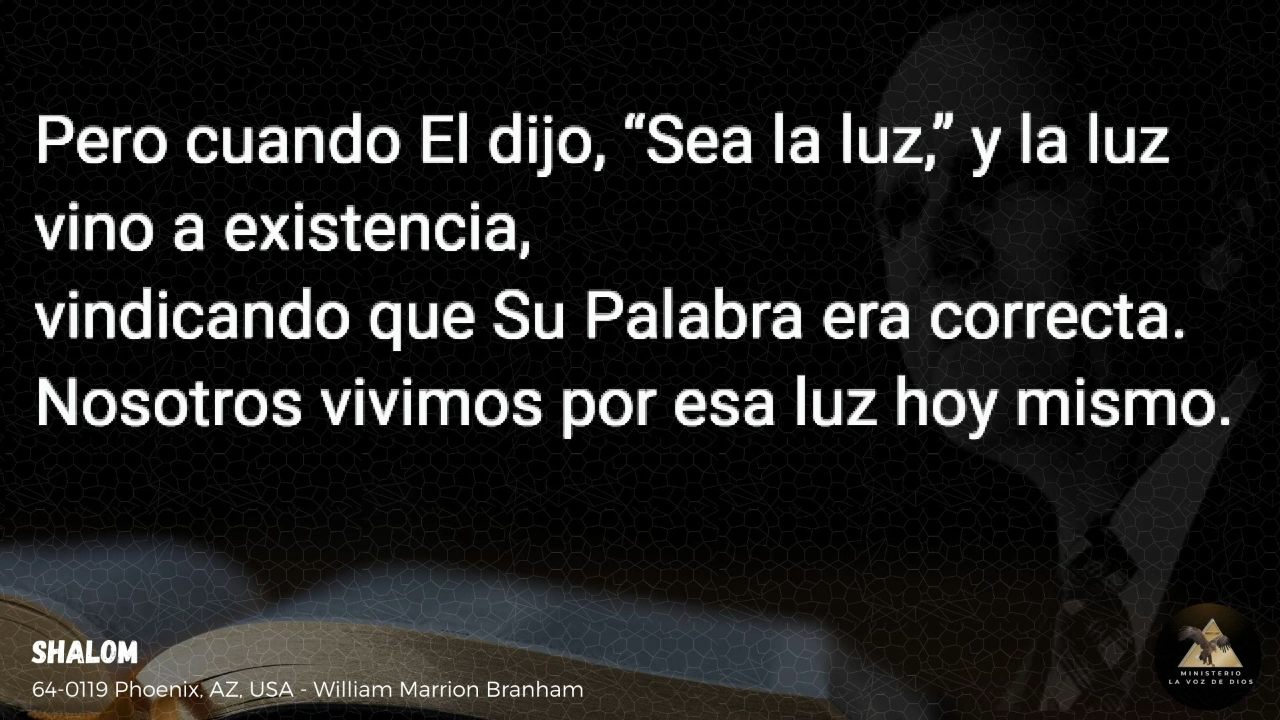 Pero cuando El dijo, “Sea la luz,” y la luz
vino a existencia,
vindicando que Su Palabra era correcta.
Nosotros vivimos por esa luz hoy mismo.
SHALOM
64-0119 Phoenix, AZ, USA - William Marrion Branham
MINISTERIO
LA VOZ DE DIOS